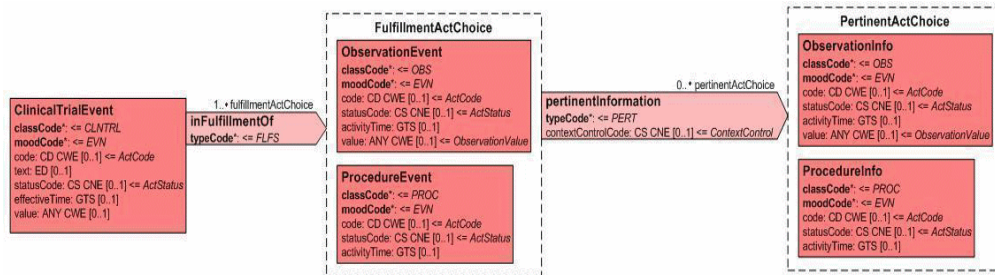 ClinicalTrialEvent
classCode*: <= CLNTRL
moodCode*: <= EVN
code: CD CWE [0..1] <= ActCode
text: ED [0..1]
statusCode: CS CNE [0..1] <= ActStatus
effectiveTime: GTS [0..1]
value: ANY CWE [0..1]
1..* fulfillmentActChoice
inFulfillmentOf
typeCode*: <= FLFS
FulfillmentActChoice
ObservationEvent
classCode*: <= OBS
moodCode*: <= EVN
code: CD CWE [0..1] <= ActCode
statusCode: CS CNE [0..1] <= ActStatus
activityTime: GTS [0..1]
value: ANY CWE [0..1] <= ObservationValue
ProcedureEvent
classCode*: <= PROC
moodCode*: <= EVN
code: CD CWE [0..1] <= ActCode
statusCode: CS CNE [0..1] <= ActStatus
activityTime: GTS [0..1]
0..* pertinentActChoice
pertinentInformation
typeCode*: <= PERT
contextControlCode: CS CNE [0..1] <= ContextControl
PertinentActChoice
ObservationInfo
classCode*: <= OBS
moodCode*: <= EVN
code: CD CWE [0..1] <= ActCode
statusCode: CS CNE [0..1] <= ActStatus
activityTime: GTS [0..1]
value: ANY CWE [0..1] <= ObservationValue
ProcedureInfo
classCode*: <= PROC
moodCode*: <= EVN
code: CD CWE [0..1] <= ActCode
statusCode: CS CNE [0..1] <= ActStatus
activityTime: GTS [0..1]